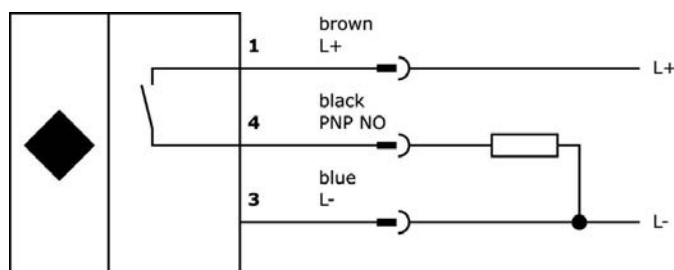 brown
1 L+
L+
black
4 PNP NO
blue
3 L-
L-